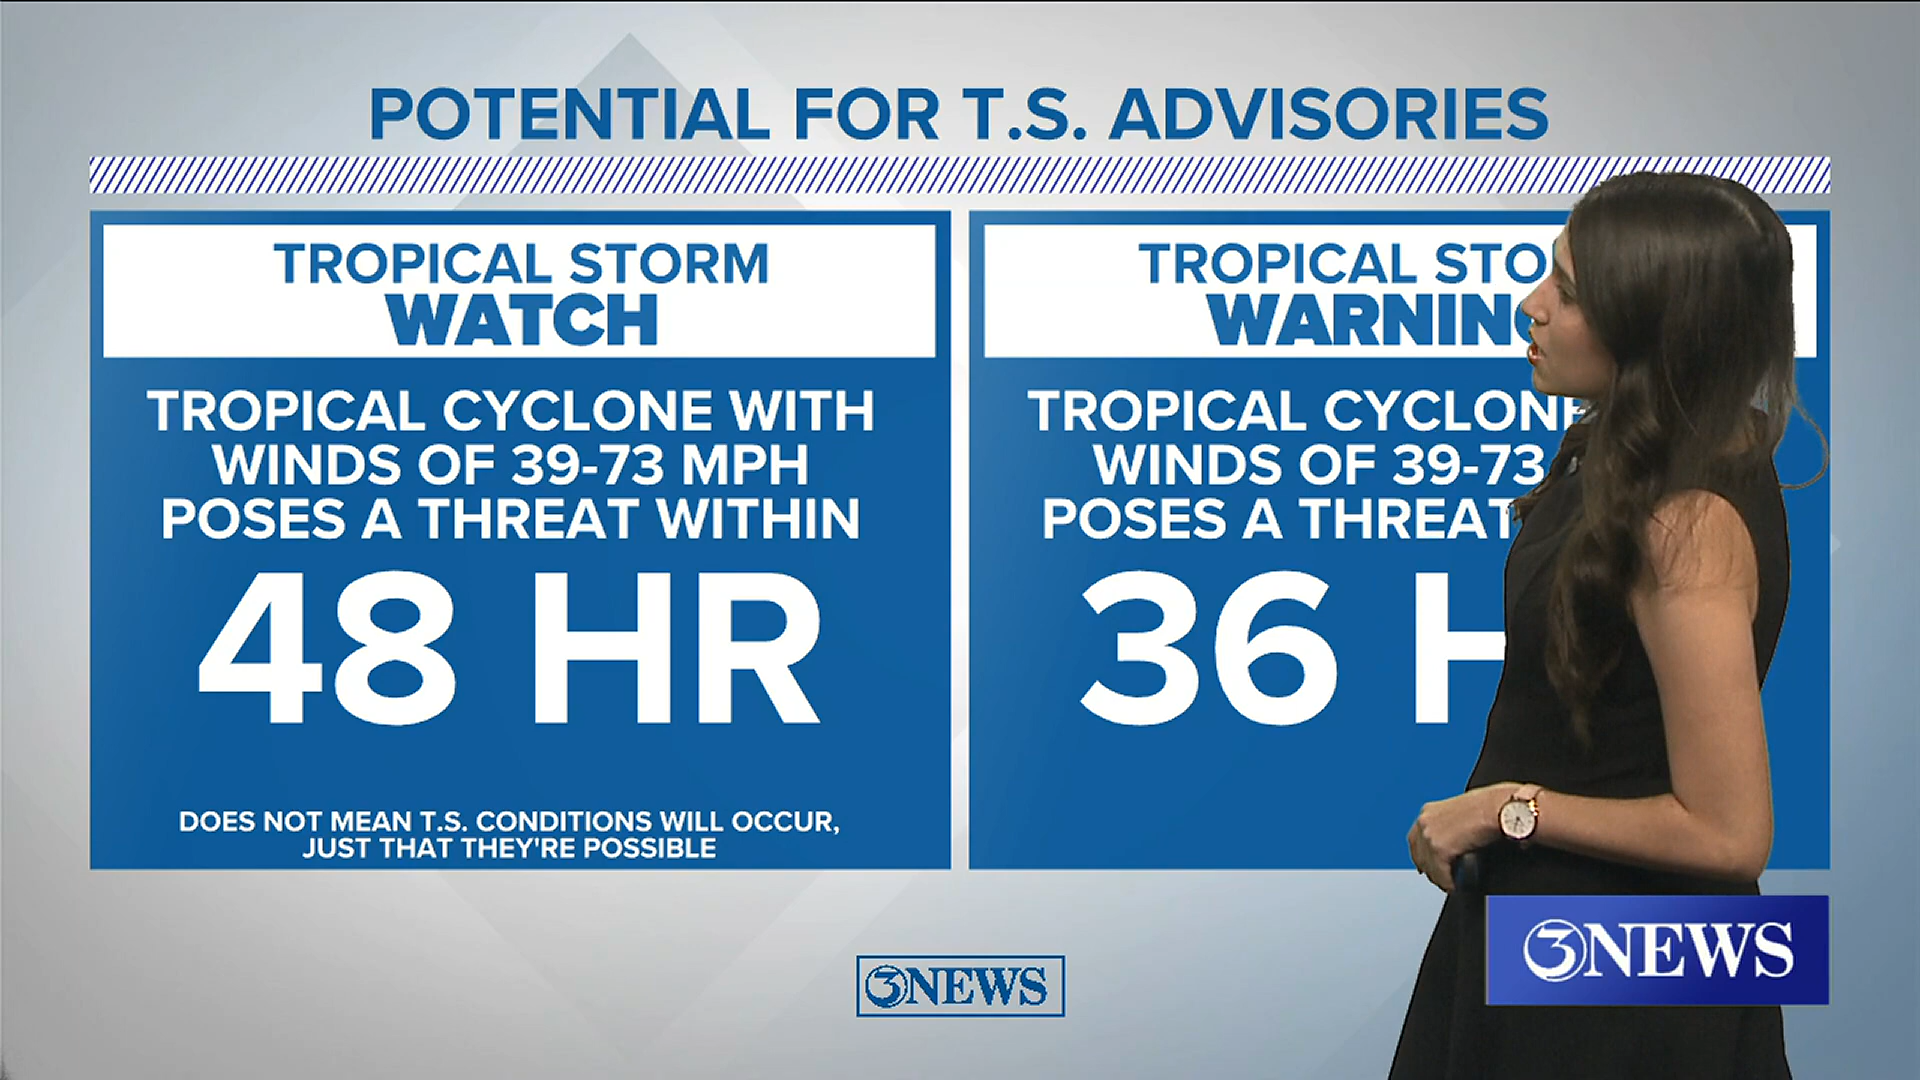 POTENTIAL FOR T.S. ADVISORIES
TROPICAL STORM
WATCH
TROPICAL CYCLONE WITH
WINDS OF 39-73 MPH
POSES A THREAT WITHIN
48 HR
DOES NOT MEAN T.S. CONDITIONS WILL OCCUR,
JUST THAT THEY'RE POSSIBLE
TROPICAL STO
WARNING
TROPICAL CYCLONE
WINDS OF 39-73
POSES A THREAT
36 H
3NEWS
3NEWS